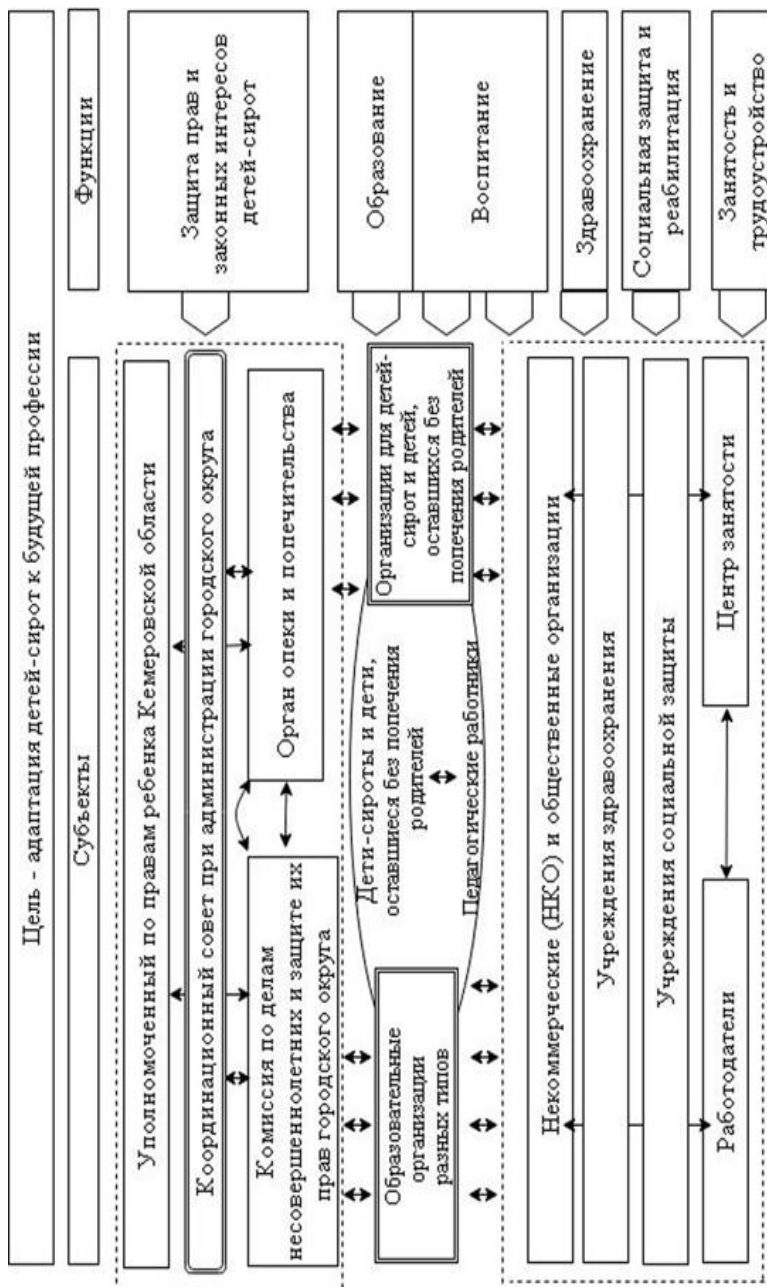 Цель - адаптация детей-сирот к будущей профессии
Субъекты
Функции
Уполномоченный по правам ребенка Кемеровской области
Координационный совет при администрации городского округа
Комиссия по делам
несовершеннолетних и защите их
прав городского округа
Орган опеки и попечительства
Защита прав и
законных интересов
детей-сирот
Образовательные
организации
разных типов
Дети-сироты и дети,
оставшиеся без попечения
родителей
Педагогические работники
Организации для детей-
сирот и детей,
оставшихся без
попечения родителей
Образование
Воспитание
Некоммерческие (НКО) и общественные организации
Учреждения здравоохранения
Учреждения социальной защиты
Работодатели
Центр занятости
Здравоохранение
Социальная защита и
реабилитация
Занятость и
трудоустройство